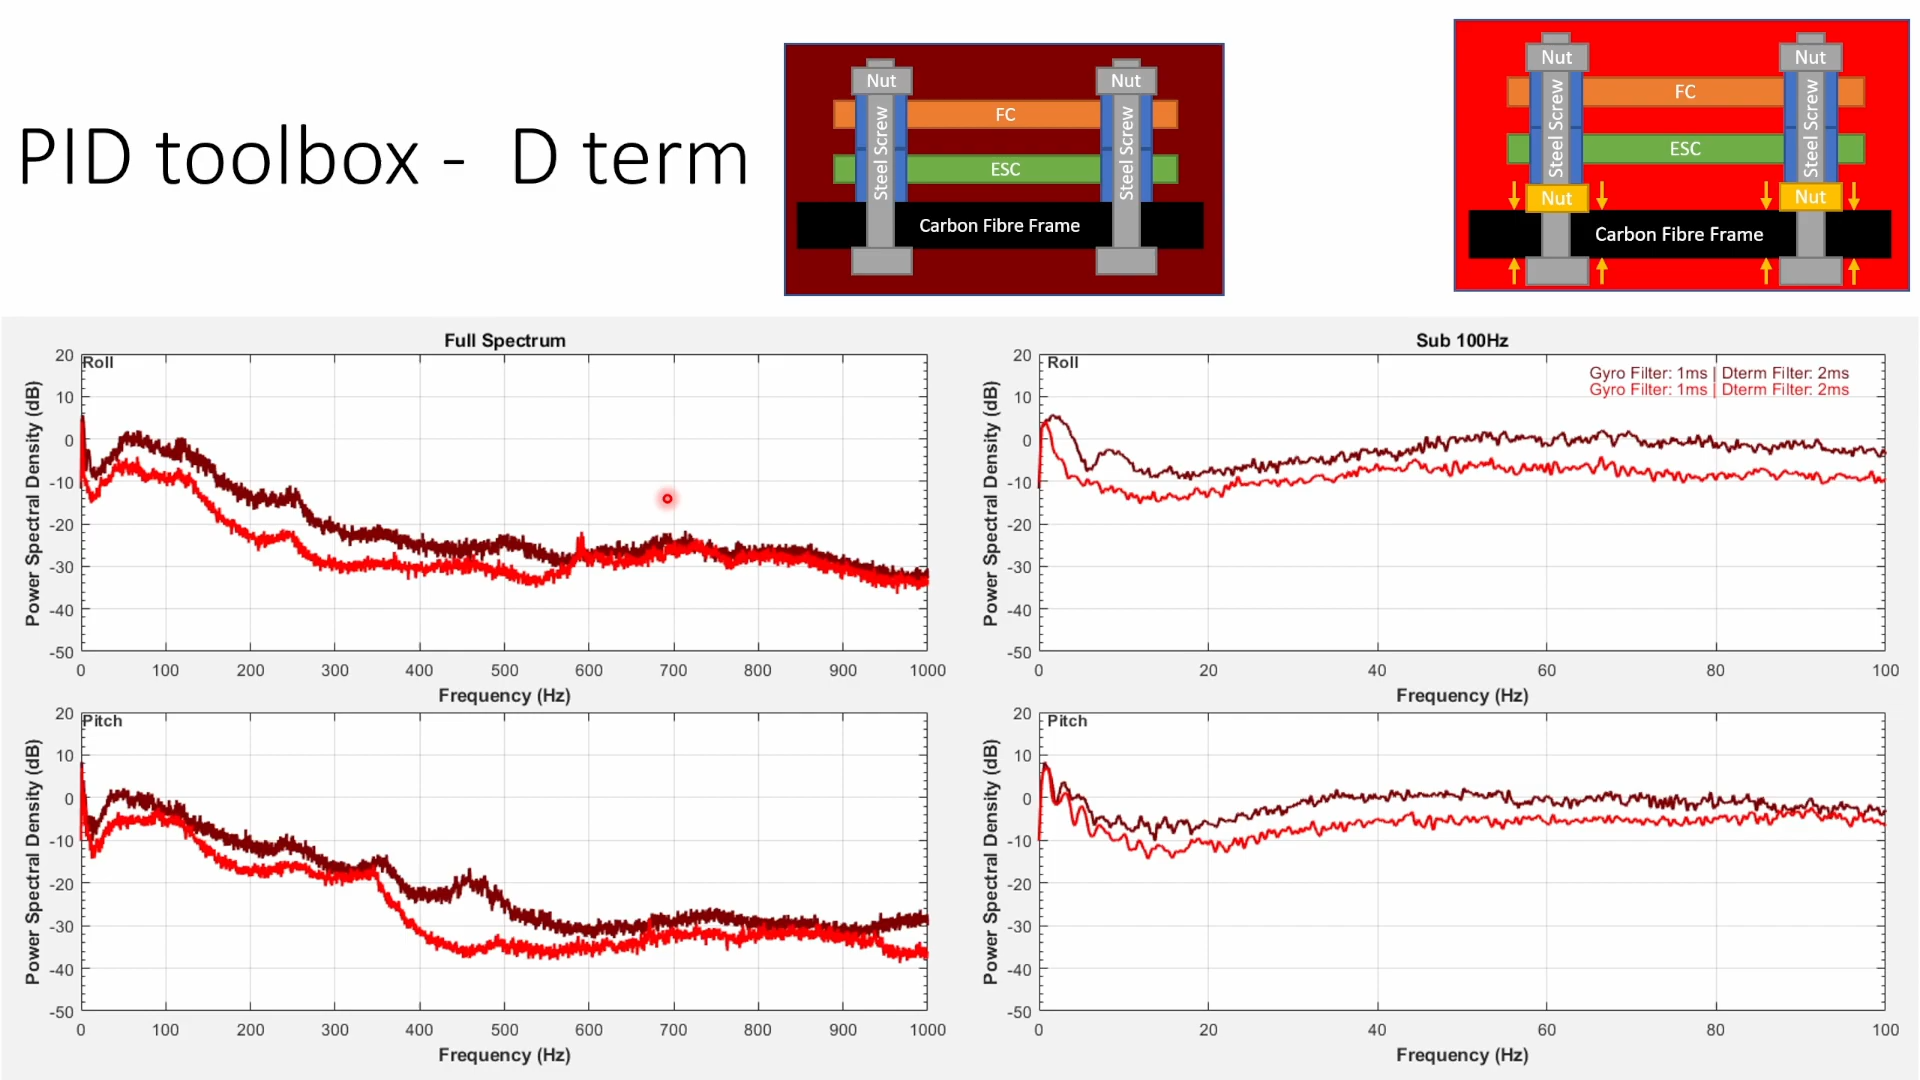 PID toolbox - D term
Nut
Nut
FC
ESC
Steel Screw
Steel Screw
Carbon Fibre Frame
Nut
Nut
FC
ESC
Steel Screw
Steel Screw
Nut
Nut
Carbon Fibre Frame
Full Spectrum
Roll
Power Spectral Density (dB)
20
10
0
-10
-20
-30
-40
-50
0 100 200 300 400 500 600 700 800 900 1000
Frequency (Hz)
Sub 100Hz
Roll
Gyro Filter: 1ms | Dterm Filter: 2ms
Gyro Filter: 1ms | Dterm Filter: 2ms
Power Spectral Density (dB)
20
10
0
-10
-20
-30
-40
-50
0 20 40 60 80 100
Frequency (Hz)
Pitch
Power Spectral Density (dB)
20
10
0
-10
-20
-30
-40
-50
0 100 200 300 400 500 600 700 800 900 1000
Frequency (Hz)
Pitch
Power Spectral Density (dB)
20
10
0
-10
-20
-30
-40
-50
0 20 40 60 80 100
Frequency (Hz)